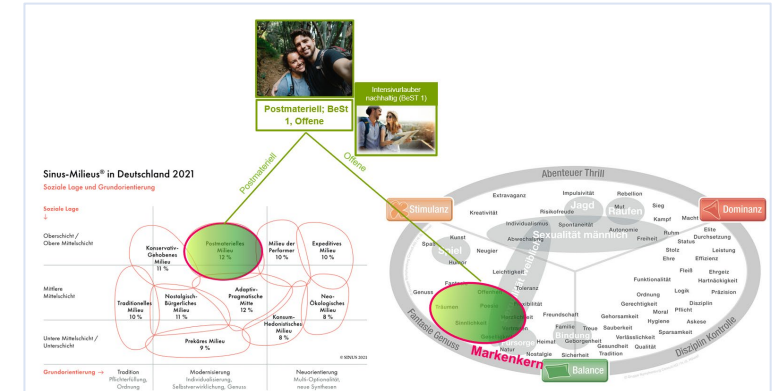 Intensivurlauber
nachhaltig (BeST 1)
Postmateriell; BeSt
1, Offene
Postmateriell
Offene
Sinus-Milieus® in Deutschland 2021
Soziale Lage und Grundorientierung
Soziale Lage
↓
Oberschicht /
Obere Mittelschicht
Mittlere
Mittelschicht
Untere Mittelschicht /
Unterschicht
Konservativ-
Gehobenes
Milieu
11 %
Postmaterielles
Milieu
12 %
Milieu der
Performer
10 %
Expeditives
Milieu
10 %
Traditionelles
Milieu
10 %
Nostalgisch-
Bürgerliches
Milieu
11 %
Adaptiv-
Pragmatische
Mitte
12 %
Konsum-
Hedonistisches
Milieu
8 %
Neo-
Ökologisches
Milieu
8 %
Prekäres Milieu
9 %
© SINUS 2021
Grundorientierung →
Tradition
Pflichterfüllung,
Ordnung
Modernisierung
Individualisierung,
Selbstverwirklichung, Genuss
Neuorientierung
Multi-Optionalität,
neue Synthesen
Abenteuer Thrill
Stimulanz
Dominanz
Balance
Fantasie Genuss
Disziplin Kontrolle
Extravaganz
Impulsivität
Rebellion
Kreativität
Risikofreude
Jagd
Mut
Raufen
Sieg
Kampf
Macht
Individualismus
Spontaneität
Autonomie
Freiheit
Ruhm
Elite
Status
Durchsetzung
Stolz
Leistung
Ehre
Effizienz
Kunst
Spaß
Spiel
Humor
Neugier
Abwechslung
Sexualität männlich
Leichtigkeit
Genuss
Toleranz
Fleiß
Ehrgeiz
Funktionalität
Hartnäckigkeit
Träumen
Flexibilität
Ordnung
Logik
Präzision
Gerechtigkeit
Disziplin
Sinnlichkeit
Freundschaft
Gehorsamkeit
Moral
Pflicht
Hygiene
Askese
Familie
Treue
Sauberkeit
Sparsamkeit
Bindung
Verlässlichkeit
Heimat
Geborgenheit
Gesundheit
Qualität
Natur
Nostalgie
Sicherheit
Tradition
Markenkern